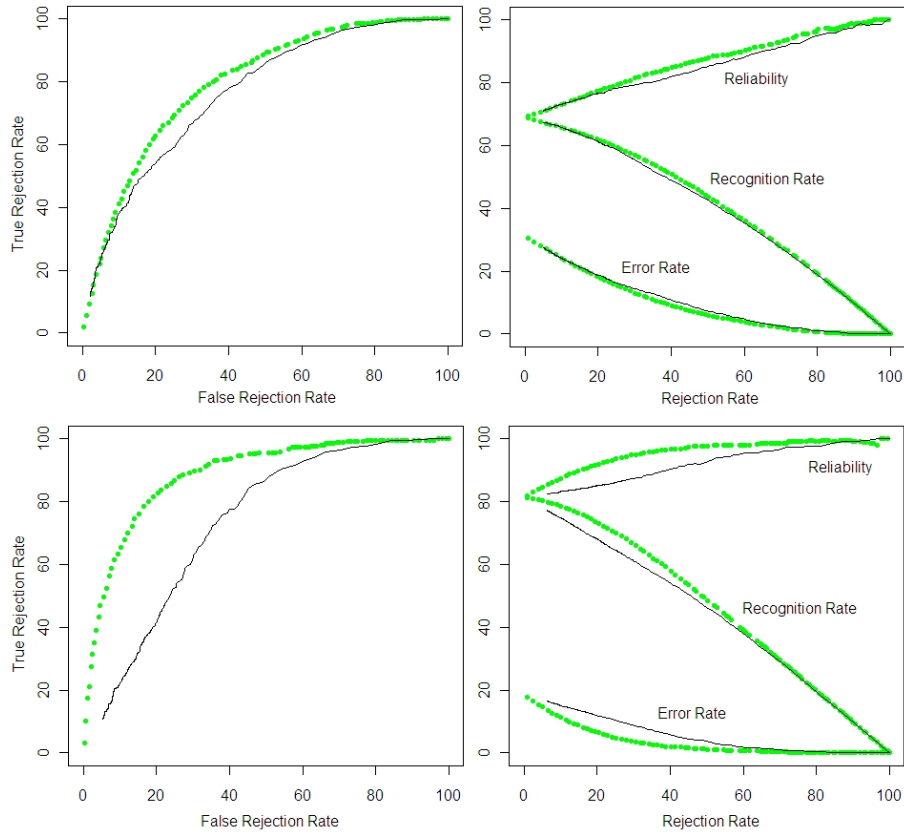 True Rejection Rate
0 20 40 60 80 100
0 20 40 60 80 100
False Rejection Rate
0 20 40 60 80 100
Reliability
Recognition Rate
Error Rate
0 20 40 60 80 100
Rejection Rate
True Rejection Rate
0 20 40 60 80 100
0 20 40 60 80 100
False Rejection Rate
0 20 40 60 80 100
Reliability
Recognition Rate
Error Rate
0 20 40 60 80 100
Rejection Rate